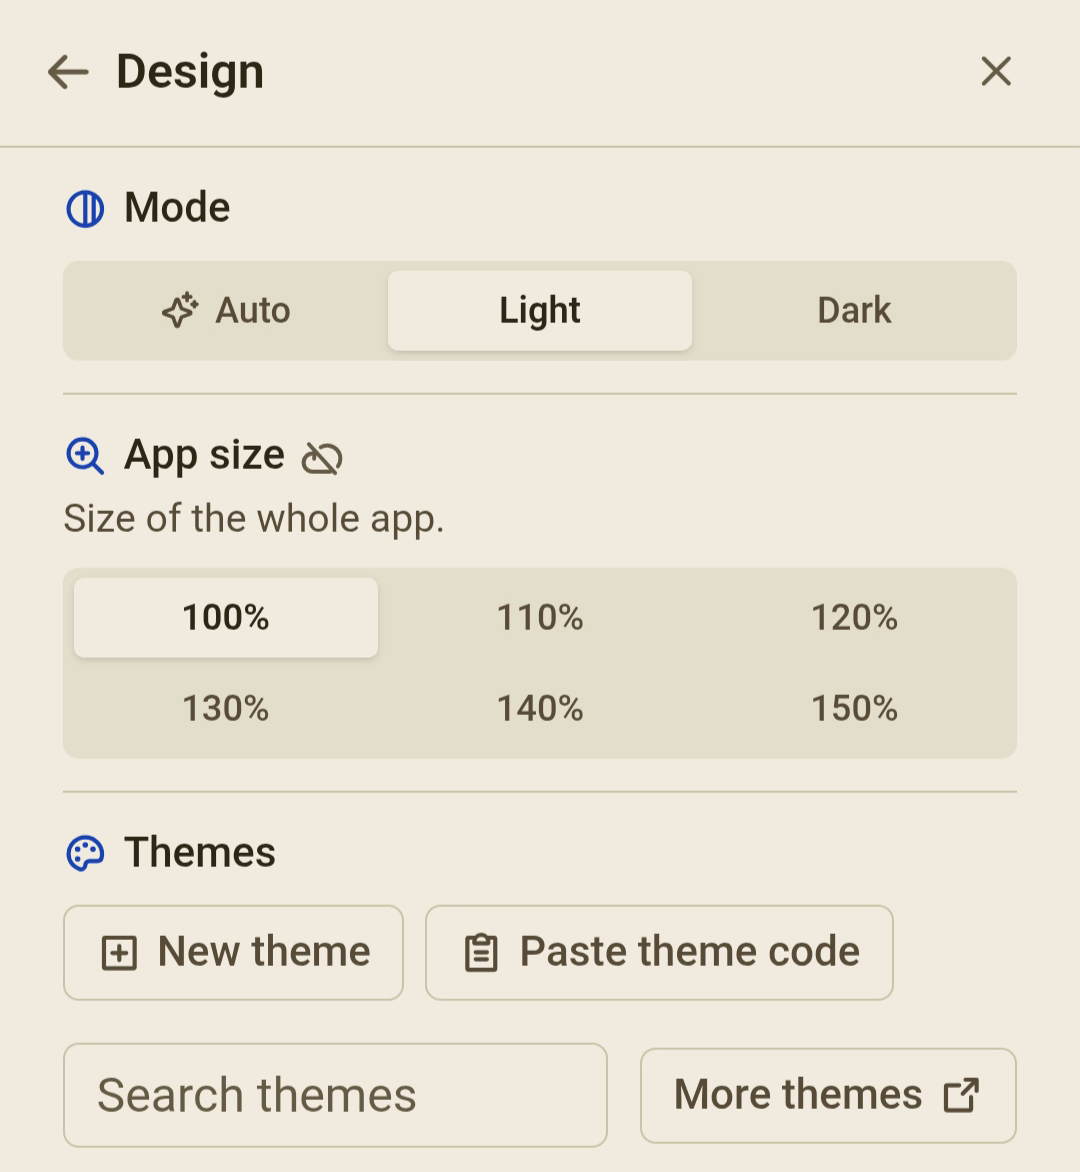 Design
Mode
Auto Light Dark
App size
Size of the whole app.
100% 110% 120%
130% 140% 150%
Themes
New theme Paste theme code
Search themes More themes